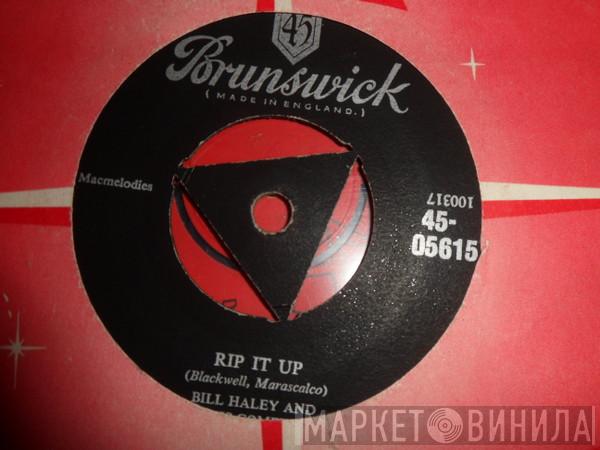 45
Brunswick
( MADE IN ENGLAND. )
Macmelodies
100317
45-
05615
RIP IT UP
(Blackwell, Marascalco)
BILL HALEY AND
МАРКЕТ ВИНИЛА